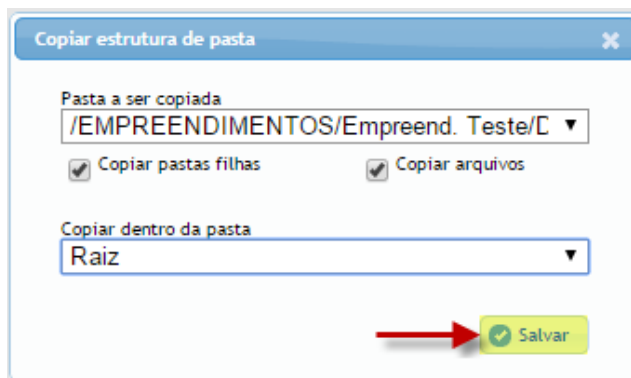 Copiar estrutura de pasta
Pasta a ser copiada
/EMPREENDIMENTOS/Empreend. Teste/D
Copiar pastas filhas Copiar arquivos
Copiar dentro da pasta
Raiz
Salvar